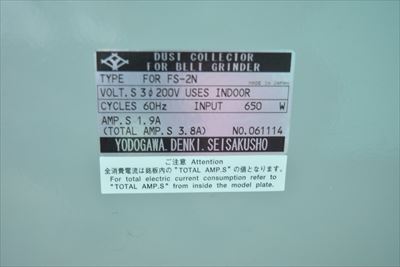 DUST COLLECTOR
FOR BELT GRINDER
TYPE FOR FS-2N
MADE IN JAPAN
VOLT.S 3φ200V USES INDOOR
CYCLES 60Hz INPUT 650 W
AMP.S 1.9A
(TOTAL AMP.S 3.8A) NO.061114
YODOGAWA.DENKI.SEISAKUSHO
ご注意 Attention
全消費電流は銘板内の "TOTAL AMP.S" の値となります。
For total electric current consumption refer to
"TOTAL AMP.S" from inside the model plate.